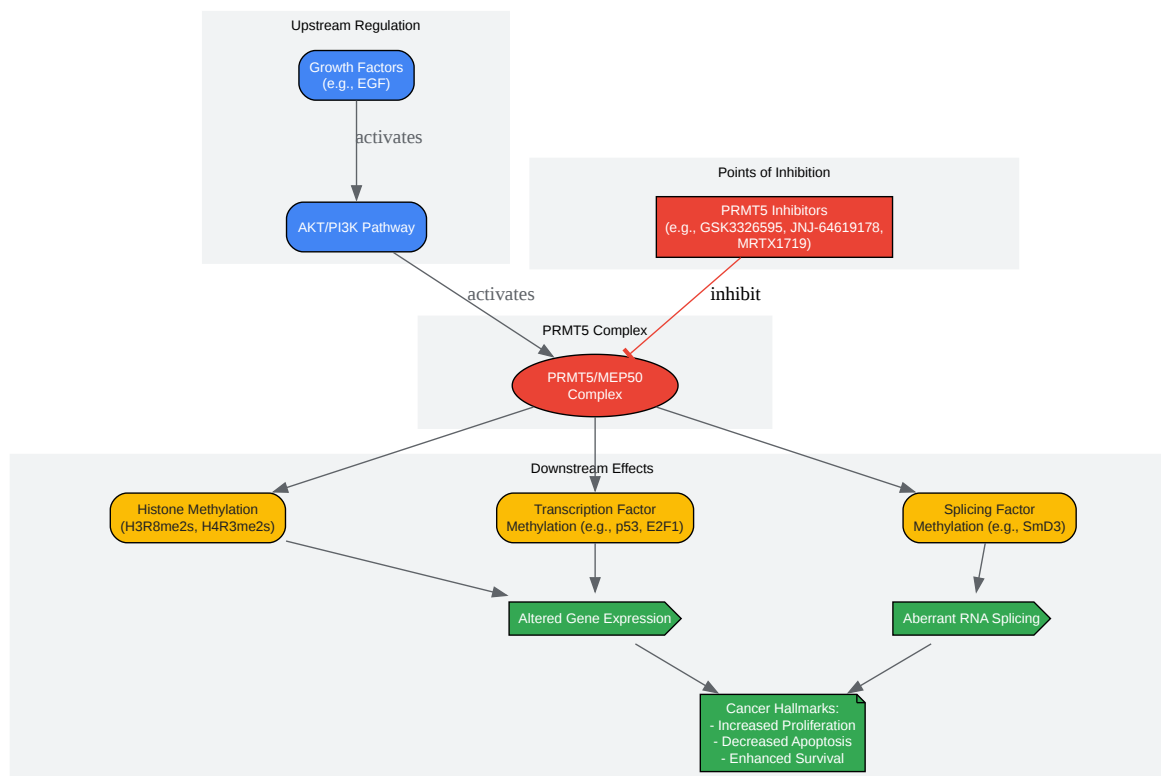 Upstream Regulation
Growth Factors
(e.g., EGF)
activates
AKT/PI3K Pathway
Points of Inhibition
PRMT5 Inhibitors
(e.g., GSK3326595, JNJ-64619178,
MRTX1719)
activates
inhibit
PRMT5 Complex
PRMT5/MEP50
Complex
Downstream Effects
Histone Methylation
(H3R8me2s, H4R3me2s)
Transcription Factor
Methylation (e.g., p53, E2F1)
Splicing Factor
Methylation (e.g., SmD3)
Altered Gene Expression
Aberrant RNA Splicing
Cancer Hallmarks:
- Increased Proliferation
- Decreased Apoptosis
- Enhanced Survival